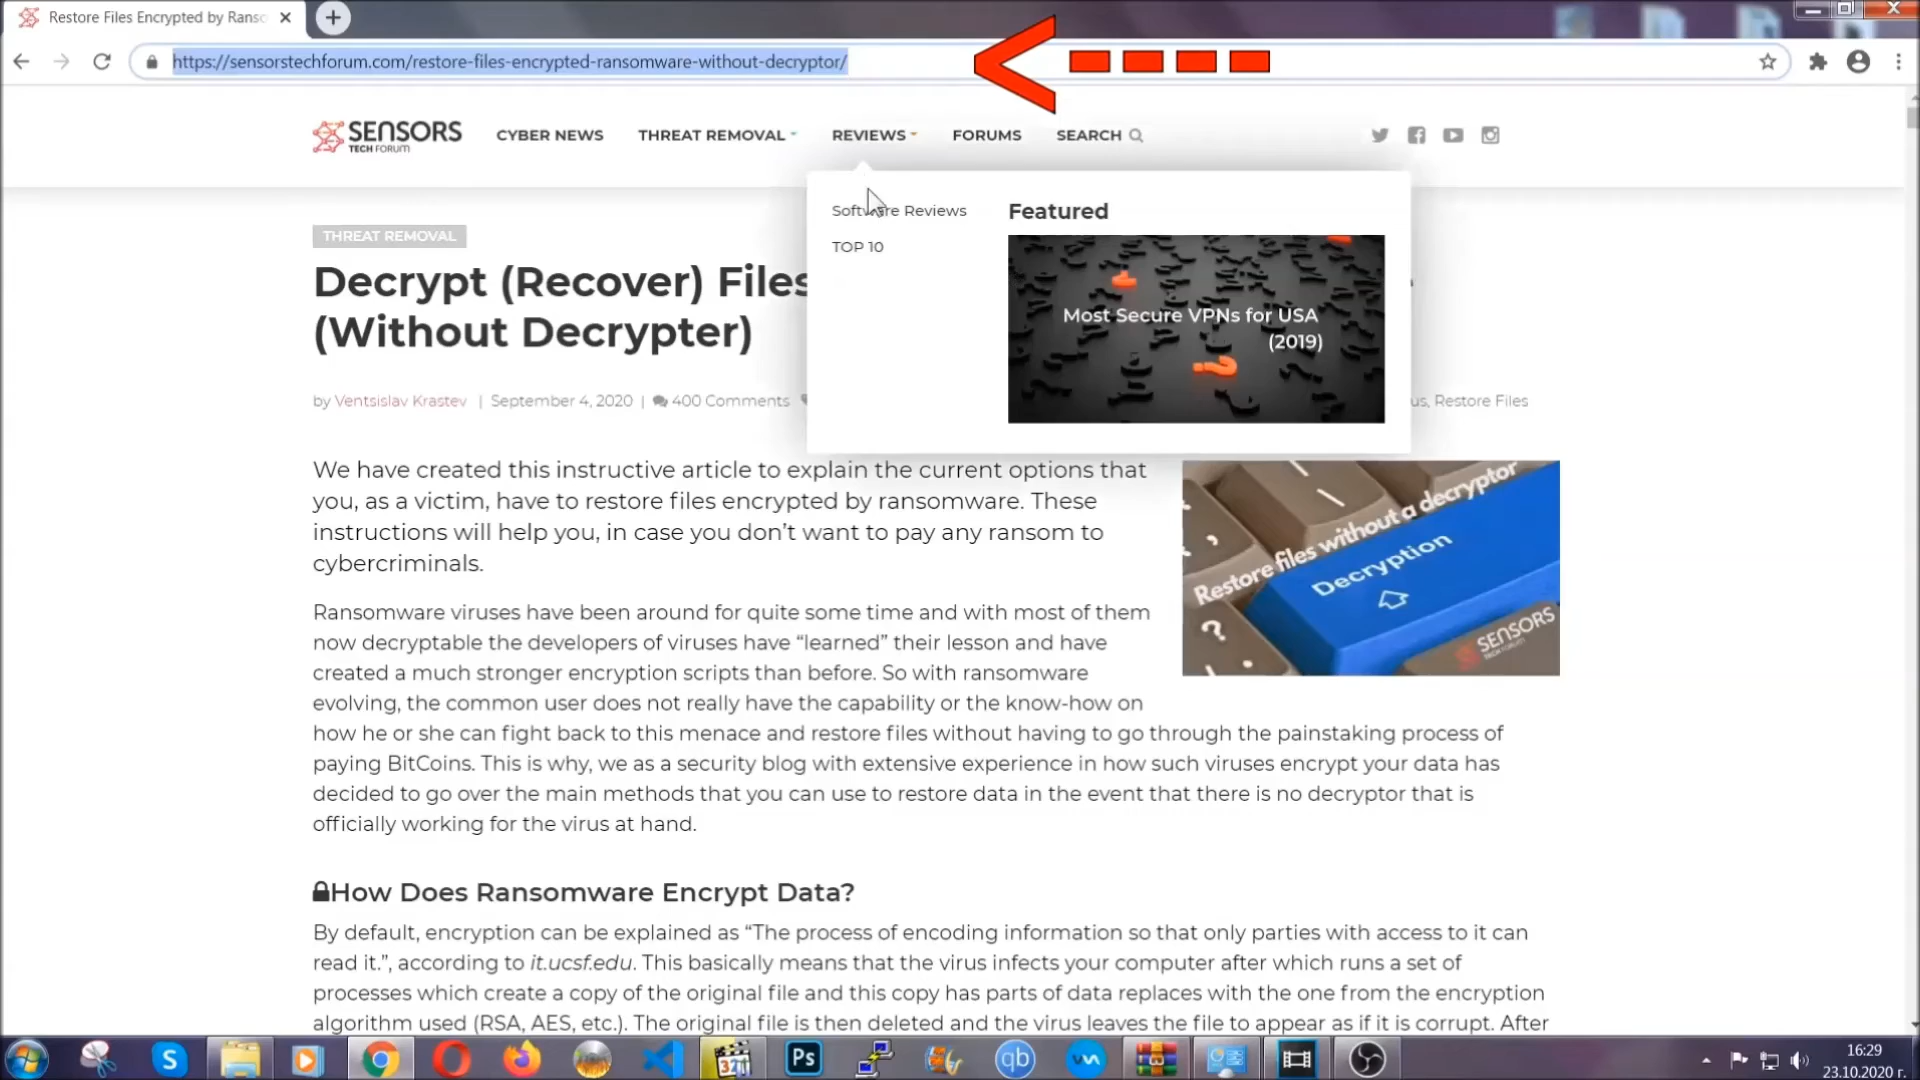 Restore Files Encrypted by Ranso
https://sensorstechforum.com/restore-files-encrypted-ransomware-without-decryptor/
SENSORS
TECH FORUM
CYBER NEWS
THREAT REMOVAL
REVIEWS
FORUMS
SEARCH
Software Reviews
TOP 10
Featured
Most Secure VPNs for USA
(2019)
THREAT REMOVAL
Decrypt (Recover) Files
(Without Decrypter)
by Ventsislav Krastev | September 4, 2020 | 400 Comments
us, Restore Files
We have created this instructive article to explain the current options that
you, as a victim, have to restore files encrypted by ransomware. These
instructions will help you, in case you don’t want to pay any ransom to
cybercriminals.
Restore files without a decryptor
Decryption
SENSORS
TECH FORUM
Ransomware viruses have been around for quite some time and with most of them
now decryptable the developers of viruses have “learned” their lesson and have
created a much stronger encryption scripts than before. So with ransomware
evolving, the common user does not really have the capability or the know-how on
how he or she can fight back to this menace and restore files without having to go through the painstaking process of
paying BitCoins. This is why, we as a security blog with extensive experience in how such viruses encrypt your data has
decided to go over the main methods that you can use to restore data in the event that there is no decryptor that is
officially working for the virus at hand.
How Does Ransomware Encrypt Data?
By default, encryption can be explained as “The process of encoding information so that only parties with access to it can
read it.”, according to it.ucsf.edu. This basically means that the virus infects your computer after which runs a set of
processes which create a copy of the original file and this copy has parts of data replaces with the one from the encryption
algorithm used (RSA, AES, etc.). The original file is then deleted and the virus leaves the file to appear as if it is corrupt. After
S
321
Ps
qb
16:29
23.10.2020 г.